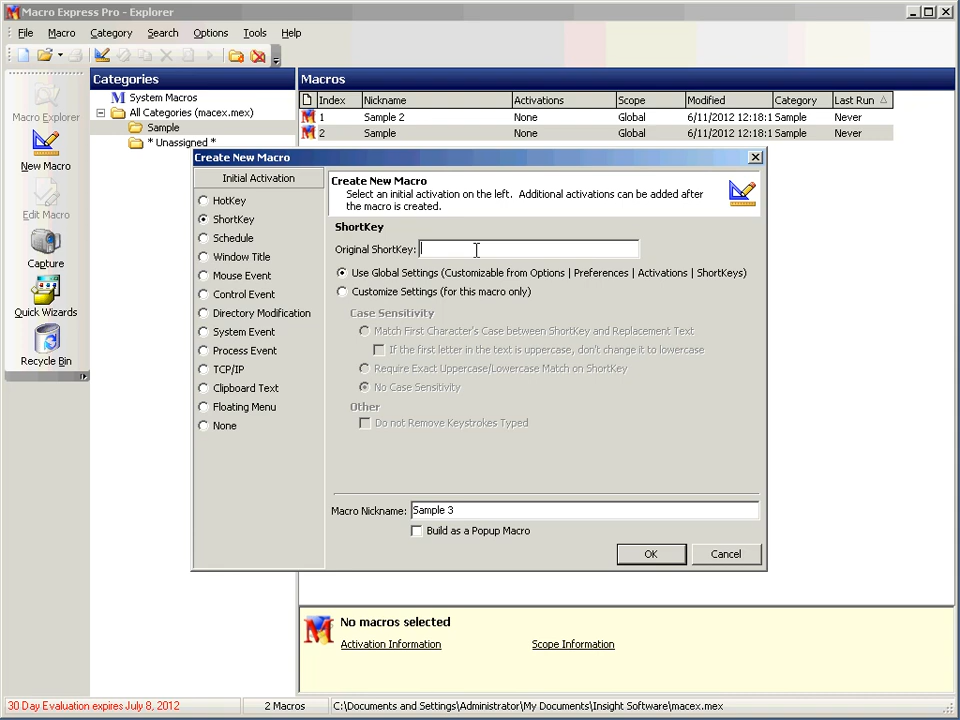 Macro Express Pro - Explorer
File Macro Category Search Options Tools Help
Macro Explorer
New Macro
Edit Macro
Capture
Quick Wizards
Recycle Bin
Categories
System Macros
All Categories (macex.mex)
Sample
* Unassigned *
Macros
Index Nickname Activations Scope Modified Category Last Run
1 Sample 2 None Global 6/11/2012 12:18:1 Sample Never
2 Sample None Global 6/11/2012 12:18:1 Sample Never
Create New Macro
Initial Activation
HotKey
ShortKey
Schedule
Window Title
Mouse Event
Control Event
Directory Modification
System Event
Process Event
TCP/IP
Clipboard Text
Floating Menu
None
Create New Macro
Select an initial activation on the left. Additional activations can be added after
the macro is created.
ShortKey
Original ShortKey:
Use Global Settings (Customizable from Options | Preferences | Activations | ShortKeys)
Customize Settings (for this macro only)
Case Sensitivity
Match First Character's Case between ShortKey and Replacement Text
If the first letter in the text is uppercase, don't change it to lowercase
Require Exact Uppercase/Lowercase Match on ShortKey
No Case Sensitivity
Other
Do not Remove Keystrokes Typed
Macro Nickname: Sample 3
Build as a Popup Macro
OK Cancel
No macros selected
Activation Information Scope Information
30 Day Evaluation expires July 8, 2012 2 Macros C:\Documents and Settings\Administrator\My Documents\Insight Software\macex.mex